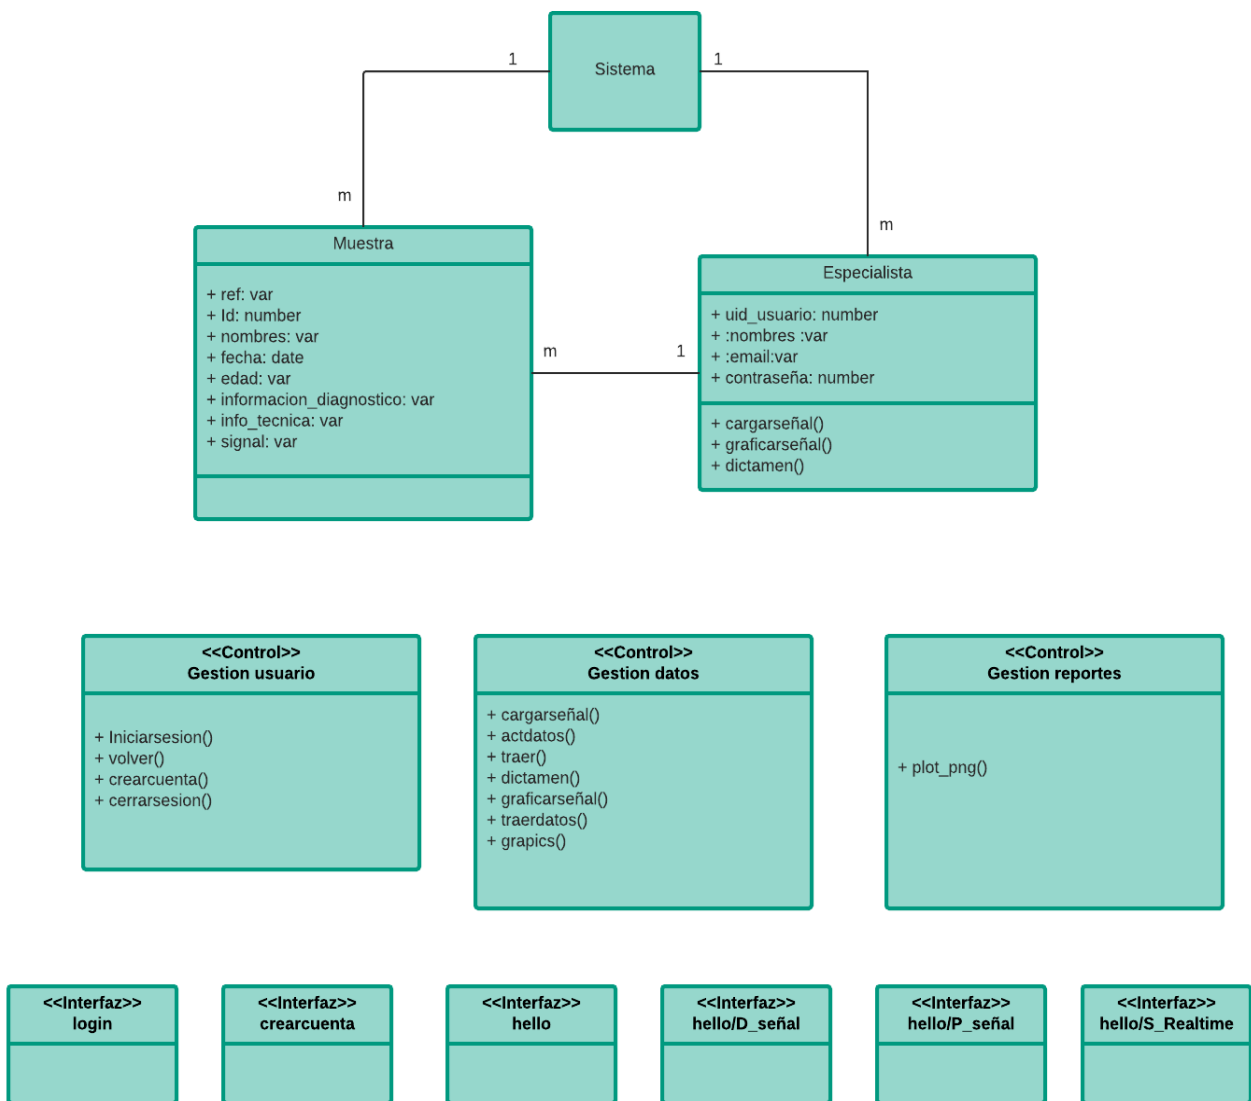 Sistema
1
1
m
m
Muestra
+ ref: var
+ Id: number
+ nombres: var
+ fecha: date
+ edad: var
+ informacion_diagnostico: var
+ info_tecnica: var
+ signal: var
m
1
Especialista
+ uid_usuario: number
+ :nombres :var
+ :email:var
+ contraseña: number
+ cargarseñal()
+ graficarseñal()
+ dictamen()
<<Control>>
Gestion usuario
+ Iniciarsesion()
+ volver()
+ crearcuenta()
+ cerrarsesion()
<<Control>>
Gestion datos
+ cargarseñal()
+ actdatos()
+ traer()
+ dictamen()
+ graficarseñal()
+ traerdatos()
+ grapics()
<<Control>>
Gestion reportes
+ plot_png()
<<Interfaz>>
login
<<Interfaz>>
crearcuenta
<<Interfaz>>
hello
<<Interfaz>>
hello/D_señal
<<Interfaz>>
hello/P_señal
<<Interfaz>>
hello/S_Realtime